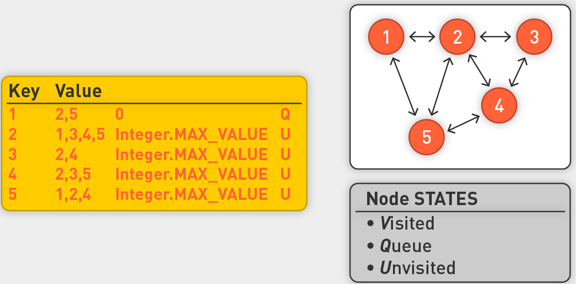 Key Value
1 2,5 0 Q
2 1,3,4,5 Integer.MAX_VALUE U
3 2,4 Integer.MAX_VALUE U
4 2,3,5 Integer.MAX_VALUE U
5 1,2,4 Integer.MAX_VALUE U
1 2 3
4
5
Node STATES
• Visited
• Queue
• Unvisited